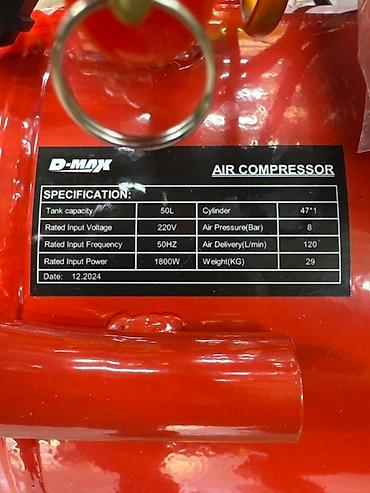 D-MAX AIR COMPRESSOR
SPECIFICATION:
Tank capacity 50L Cylinder 47*1
Rated Input Voltage 220V Air Pressure(Bar) 8
Rated Input Frequency 50HZ Air Delivery(L/min) 120
Rated Input Power 1800W Weight(KG) 29
Date: 12.2024